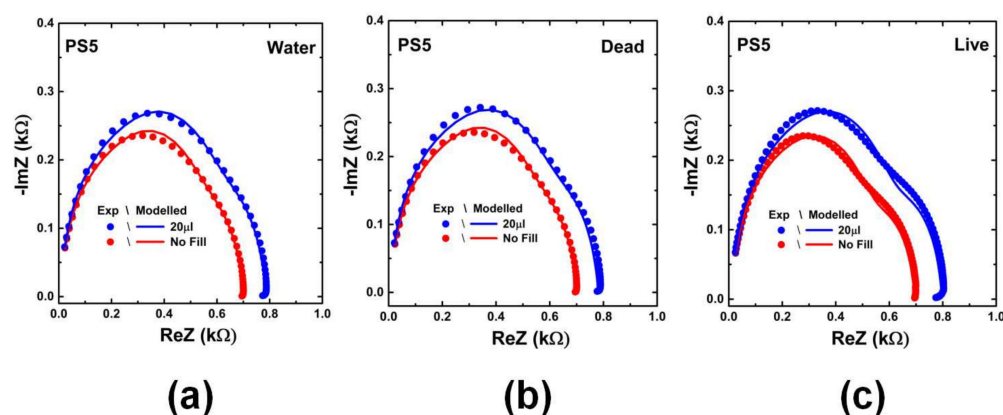 PS5 Water
-ImZ (kΩ)
0.4
0.3
0.2
0.1
0.0
Exp \ Modelled
\ 20μl
\ No Fill
0.0 0.2 0.4 0.6 0.8 1.0
ReZ (kΩ)
(a)
PS5 Dead
-ImZ (kΩ)
0.4
0.3
0.2
0.1
0.0
Exp \ Modelled
\ 20μl
\ No Fill
0.0 0.2 0.4 0.6 0.8 1.0
ReZ (kΩ)
(b)
PS5 Live
-ImZ (kΩ)
0.4
0.3
0.2
0.1
0.0
Exp \ Modelled
\ 20μl
\ No Fill
0.0 0.2 0.4 0.6 0.8 1.0
ReZ (kΩ)
(c)